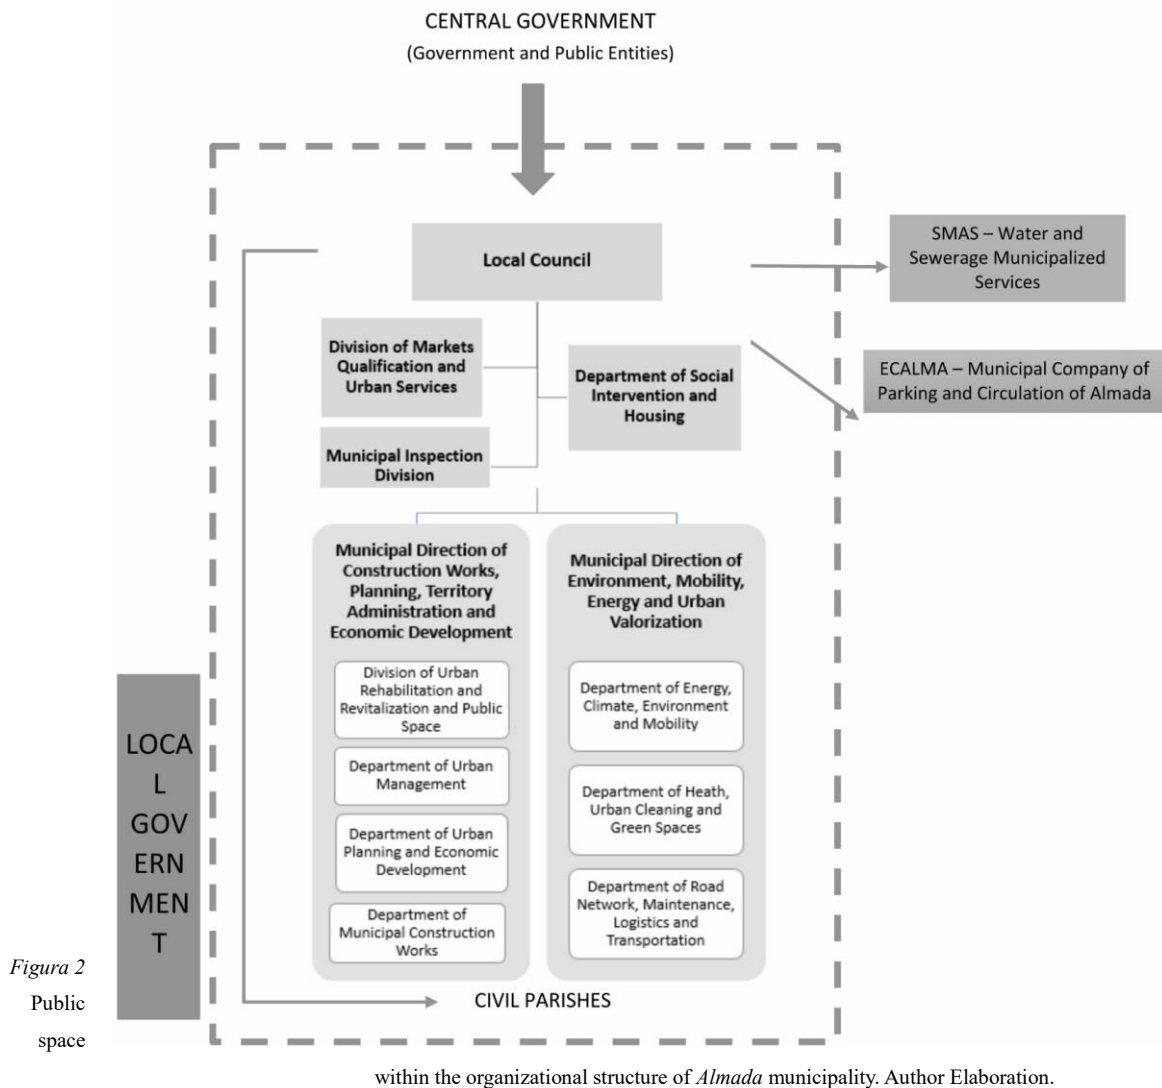 CENTRAL GOVERNMENT
(Government and Public Entities)
Local Council
SMAS – Water and
Sewerage Municipalized
Services
Division of Markets
Qualification and
Urban Services
Department of Social
Intervention and
Housing
ECALMA – Municipal Company of
Parking and Circulation of Almada
Municipal Inspection
Division
Municipal Direction of
Construction Works,
Planning, Territory
Administration and
Economic Development
Division of Urban
Rehabilitation and
Revitalization and Public
Space
Department of Urban
Management
Department of Urban
Planning and Economic
Development
Department of
Municipal Construction
Works
Municipal Direction of
Environment, Mobility,
Energy and Urban
Valorization
Department of Energy,
Climate, Environment
and Mobility
Department of Heath,
Urban Cleaning and
Green Spaces
Department of Road
Network, Maintenance,
Logistics and
Transportation
LOCA
L
GOV
ERN
MEN
T
CIVIL PARISHES
Figura 2
Public
space
within the organizational structure of Almada municipality. Author Elaboration.